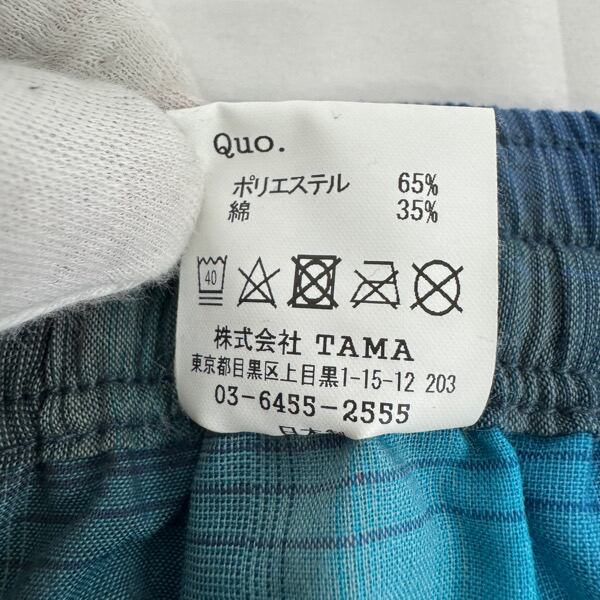 Quo.
ポリエステル 65%
綿 35%
40
株式会社 TAMA
東京都目黒区上目黒1-15-12 203
03-6455-2555